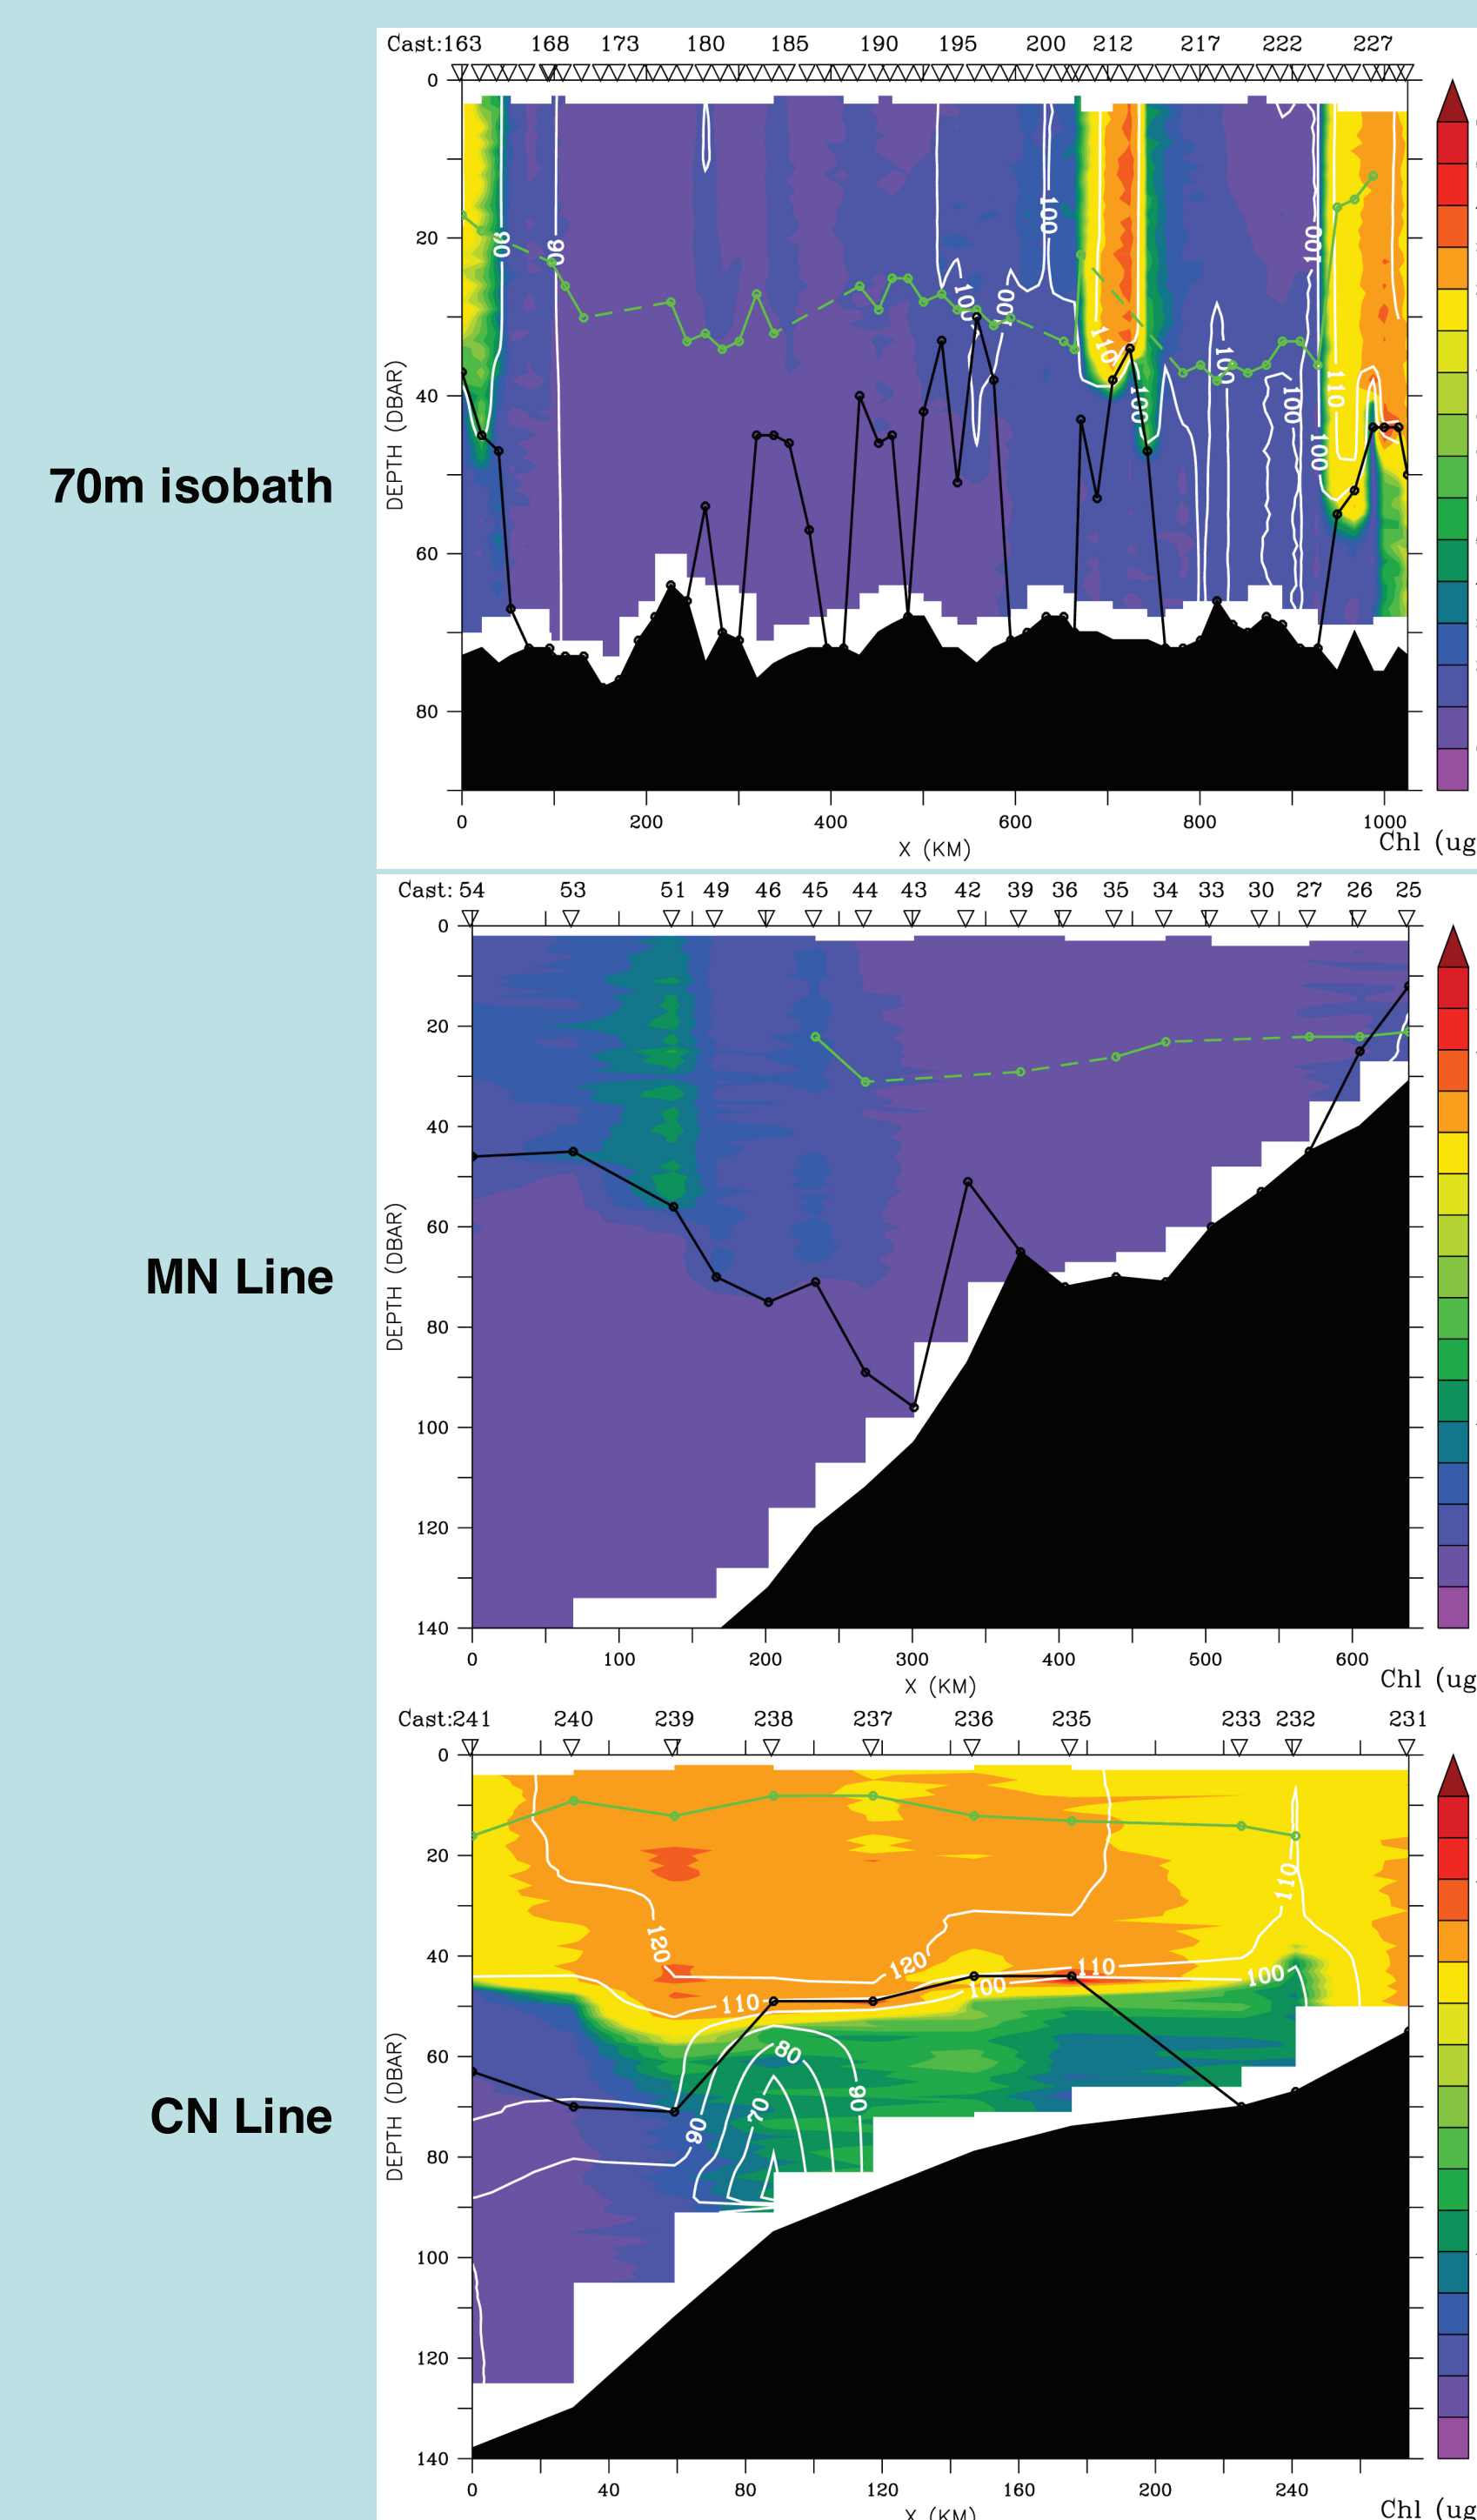 Cast:163 168 173 180 185 190 195 200 212 217 222 227
0
20
40
60
80
DEPTH (DBAR)
90 90 100 100 100 110 100 100 100 100 100 110
0 200 400 600 800 1000
X (KM)
Chl (ug
70m isobath
Cast: 54 53 51 49 46 45 44 43 42 39 36 35 34 33 30 27 26 25
0
20
40
60
80
100
120
140
DEPTH (DBAR)
0 100 200 300 400 500 600
X (KM)
Chl (ug
MN Line
Cast:241 240 239 238 237 236 235 233 232 231
0
20
40
60
80
100
120
140
DEPTH (DBAR)
120 120 110 110 100 110 100
80 70 90 90
0 40 80 120 160 200 240
X (KM)
Chl (ug
CN Line